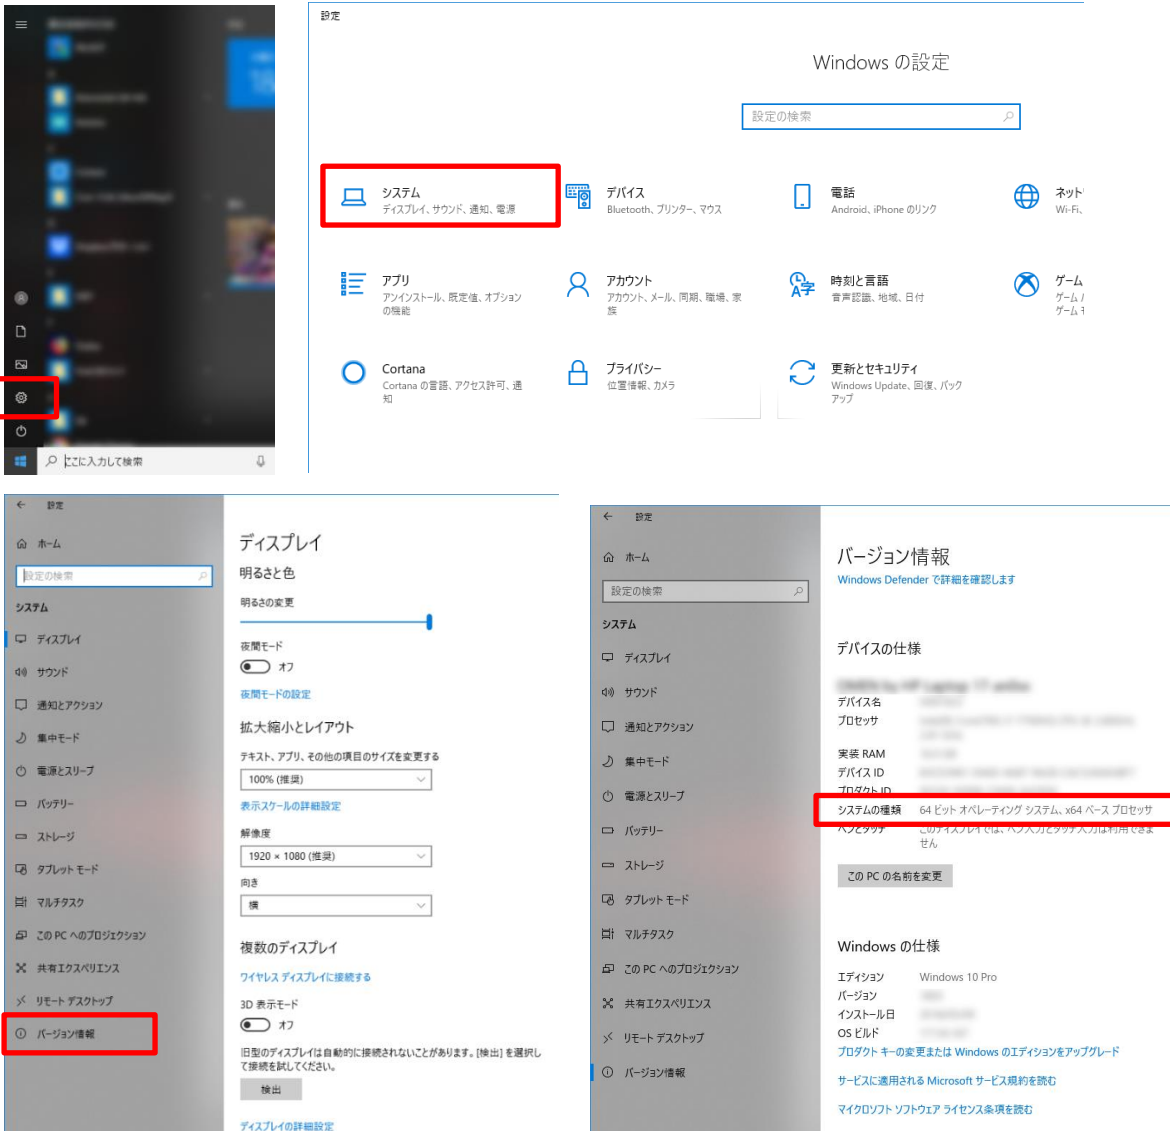 ここに入力して検索
設定
Windows の設定
設定の検索
システム
ディスプレイ、サウンド、通知、電源
デバイス
Bluetooth、プリンター、マウス
電話
Android、iPhone のリンク
ネット
Wi-Fi、
アプリ
アンインストール、既定値、オプション
の機能
アカウント
アカウント、メール、同期、職場、家
族
時刻と言語
音声認識、地域、日付
ゲーム
ゲーム
ゲーム
Cortana
Cortana の言語、アクセス許可、通
知
プライバシー
位置情報、カメラ
更新とセキュリティ
Windows Update、回復、バック
アップ
設定
ホーム
設定の検索
システム
ディスプレイ
サウンド
通知とアクション
集中モード
電源とスリープ
バッテリー
ストレージ
タブレット モード
マルチタスク
この PC へのプロジェクション
共有エクスペリエンス
リモート デスクトップ
バージョン情報
ディスプレイ
明るさと色
明るさの変更
夜間モード
オフ
夜間モードの設定
拡大縮小とレイアウト
テキスト、アプリ、その他の項目のサイズを変更する
100% (推奨)
表示スケールの詳細設定
解像度
1920 × 1080 (推奨)
向き
横
複数のディスプレイ
ワイヤレス ディスプレイに接続する
3D 表示モード
オフ
旧型のディスプレイは自動的に接続されないことがあります。[検出] を選択し
て接続を試してください。
検出
ディスプレイの詳細設定
設定
ホーム
設定の検索
システム
ディスプレイ
サウンド
通知とアクション
集中モード
電源とスリープ
バッテリー
ストレージ
タブレット モード
マルチタスク
この PC へのプロジェクション
共有エクスペリエンス
リモート デスクトップ
バージョン情報
バージョン情報
Windows Defender で詳細を確認します
デバイスの仕様
デバイス名
プロセッサ
実装 RAM
デバイス ID
プロダクト ID
システムの種類 64 ビット オペレーティング システム、x64 ベース プロセッサ
ペンとタッチ このディスプレイでは、ペン入力とタッチ入力は利用できま
せん
この PC の名前を変更
Windows の仕様
エディション Windows 10 Pro
バージョン
インストール日
OS ビルド
プロダクト キーの変更または Windows のエディションをアップグレード
サービスに適用される Microsoft サービス規約を読む
マイクロソフト ソフトウェア ライセンス条項を読む